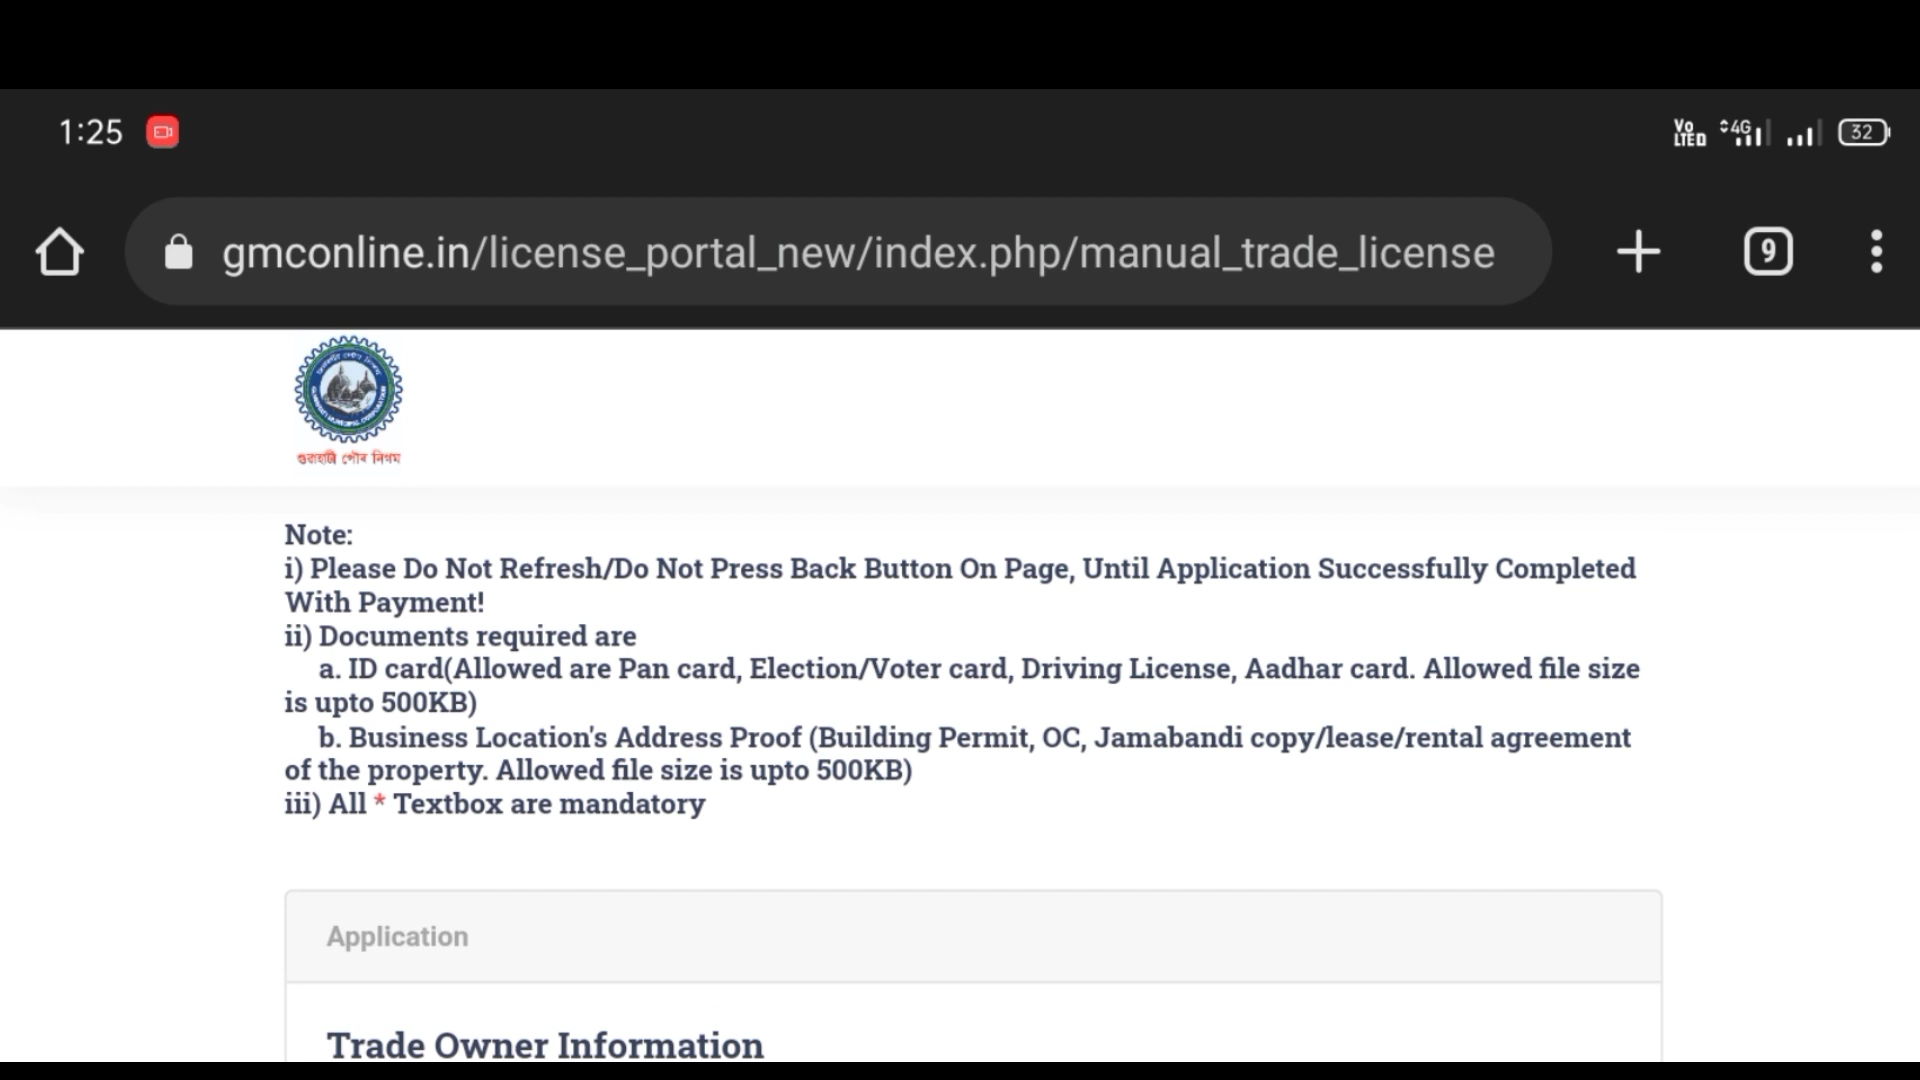 1:25
Vo LTED 4G 32
gmconline.in/license_portal_new/index.php/manual_trade_license
9
গুৱাহাটী পৌৰ নিগম
Note:
i) Please Do Not Refresh/Do Not Press Back Button On Page, Until Application Successfully Completed
With Payment!
ii) Documents required are
a. ID card(Allowed are Pan card, Election/Voter card, Driving License, Aadhar card. Allowed file size
is upto 500KB)
b. Business Location's Address Proof (Building Permit, OC, Jamabandi copy/lease/rental agreement
of the property. Allowed file size is upto 500KB)
iii) All * Textbox are mandatory
Application
Trade Owner Information